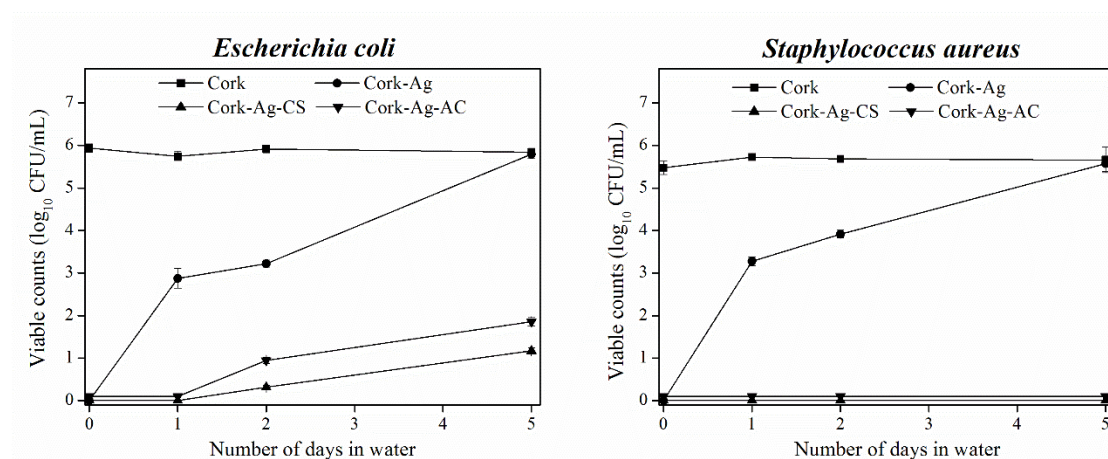 Escherichia coli
Cork
Cork-Ag
Cork-Ag-CS
Cork-Ag-AC
7
6
5
4
3
2
1
0
Viable counts (log10 CFU/mL)
0 1 2 3 4 5
Number of days in water
Staphylococcus aureus
Cork
Cork-Ag
Cork-Ag-CS
Cork-Ag-AC
7
6
5
4
3
2
1
0
Viable counts (log10 CFU/mL)
0 1 2 3 4 5
Number of days in water